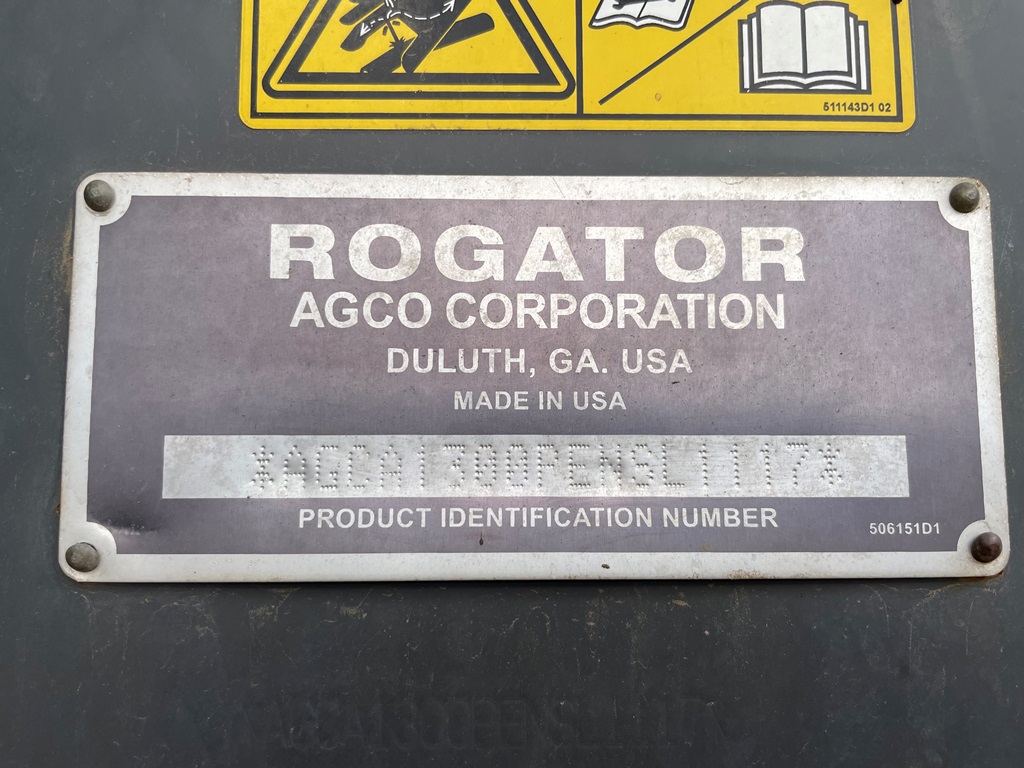 511143D1 02
ROGATOR
AGCO CORPORATION
DULUTH, GA. USA
MADE IN USA
*AGCA1300PENSL1117*
PRODUCT IDENTIFICATION NUMBER
506151D1